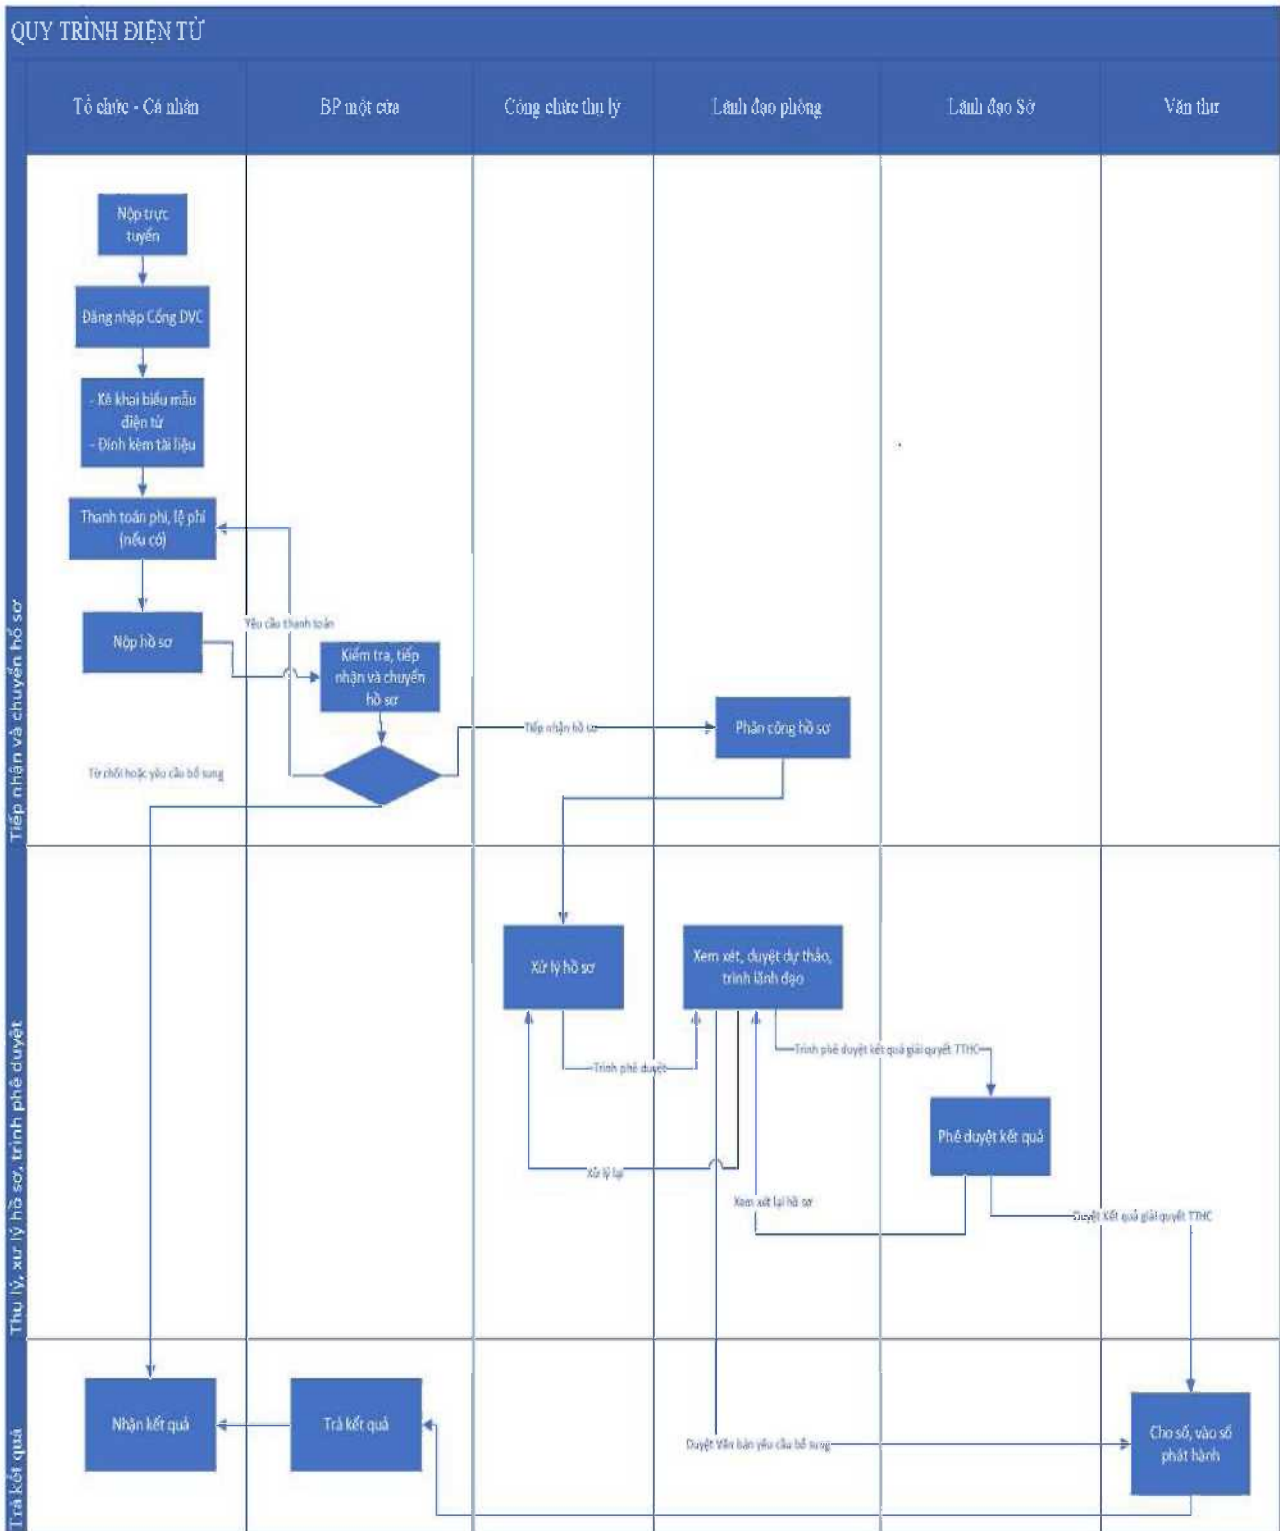 QUY TRÌNH ĐIỆN TỬ
Tổ chức - Cá nhân
BP một cửa
Công chức thụ lý
Lãnh đạo phòng
Lãnh đạo Sở
Văn thư
Tiếp nhận và chuyển hồ sơ
Nộp trực
tuyến
Đăng nhập Cổng DVC
- Kê khai biểu mẫu
điện tử
- Đính kèm tài liệu
Thanh toán phí, lệ phí
(nếu có)
Nộp hồ sơ
Yêu cầu thanh toán
Kiểm tra, tiếp
nhận và chuyển
hồ sơ
Tiếp nhận hồ sơ
Phân công hồ sơ
Từ chối hoặc yêu cầu bổ sung
Thụ lý, xử lý hồ sơ, trình phê duyệt
Xử lý hồ sơ
Xem xét, duyệt dự thảo,
trình lãnh đạo
Trình phê duyệt
Trình phê duyệt kết quả giải quyết TTHC
Phê duyệt kết quả
Xử lý lại
Xem xét lại hồ sơ
Duyệt Kết quả giải quyết TTHC
Trả kết quả
Nhận kết quả
Trả kết quả
Duyệt Văn bản yêu cầu bổ sung
Cho số, vào sổ
phát hành